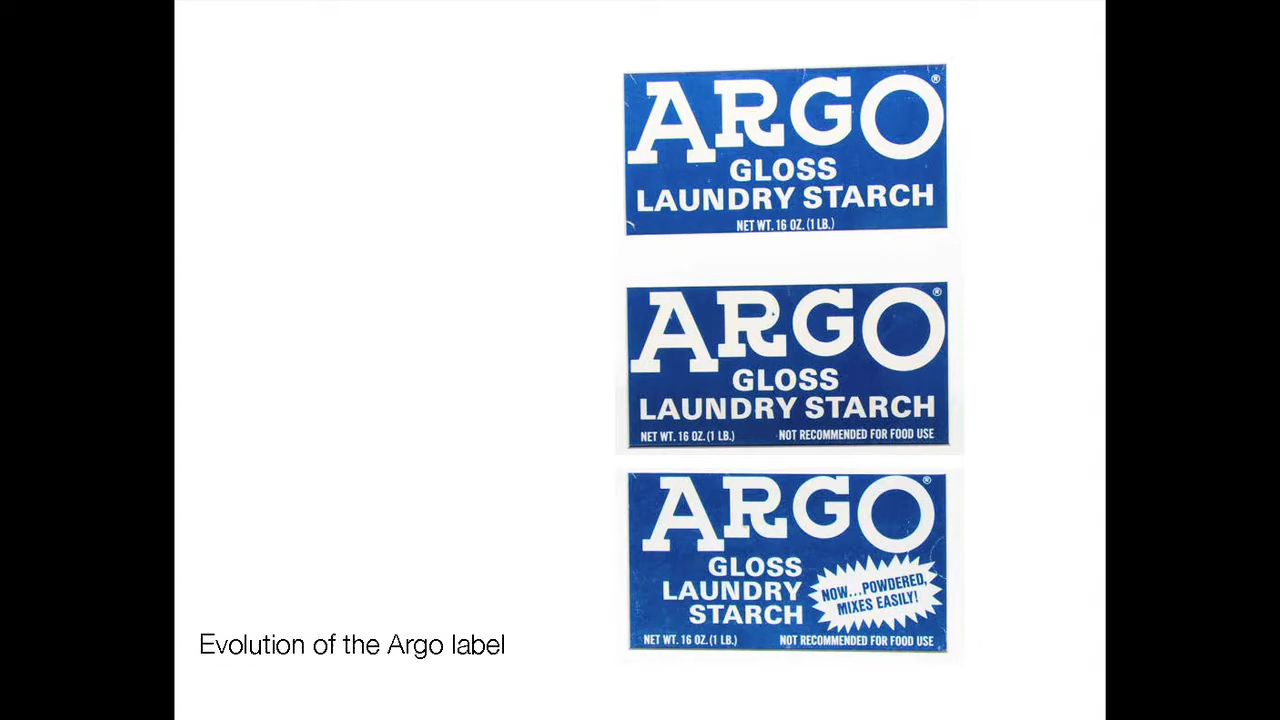 ARGO®
GLOSS
LAUNDRY STARCH
NET WT. 16 OZ. (1 LB.)
ARGO®
GLOSS
LAUNDRY STARCH
NET WT. 16 OZ. (1 LB.) NOT RECOMMENDED FOR FOOD USE
ARGO®
GLOSS
LAUNDRY
STARCH
NOW...POWDERED,
MIXES EASILY!
NET WT. 16 OZ. (1 LB.) NOT RECOMMENDED FOR FOOD USE
Evolution of the Argo label